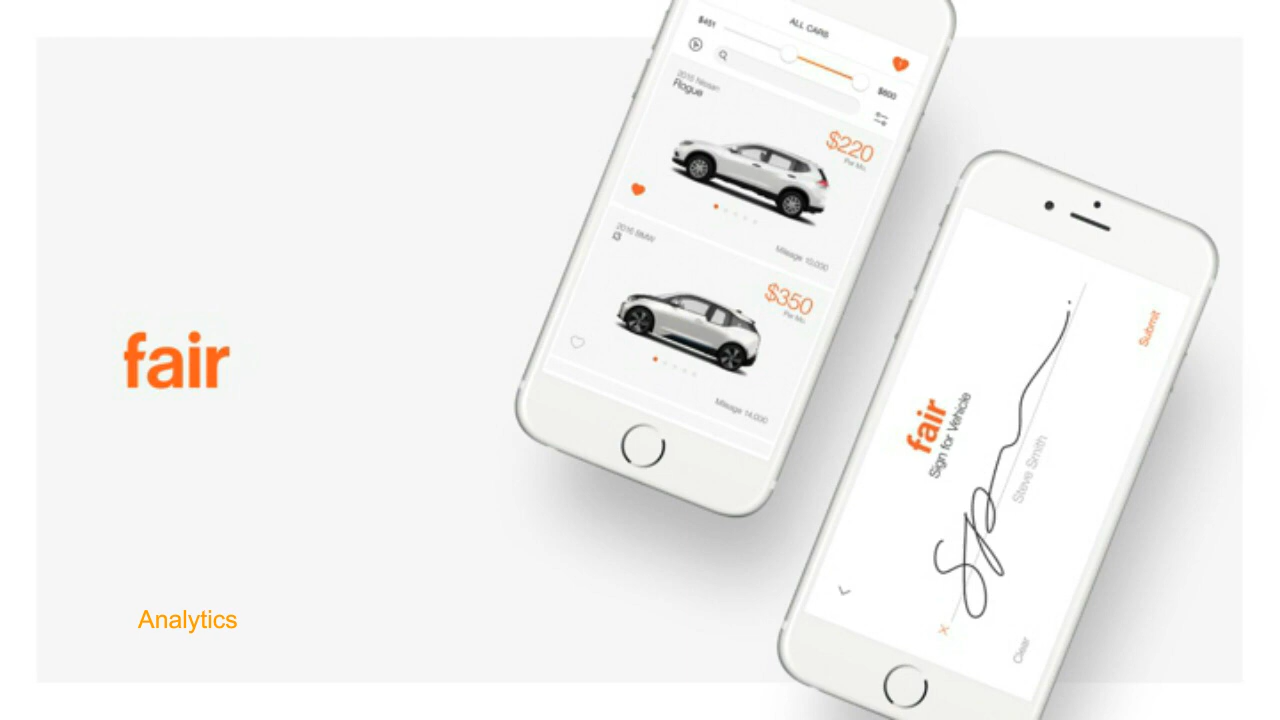 fair
Analytics
ALL CARS
$451
$600
2015 Nissan
Rogue
$220
Per Mo.
Mileage 10,000
2016 BMW
i3
$350
Per Mo.
Mileage 14,000
fair
Sign for Vehicle
Steve Smith
Submit
Clear